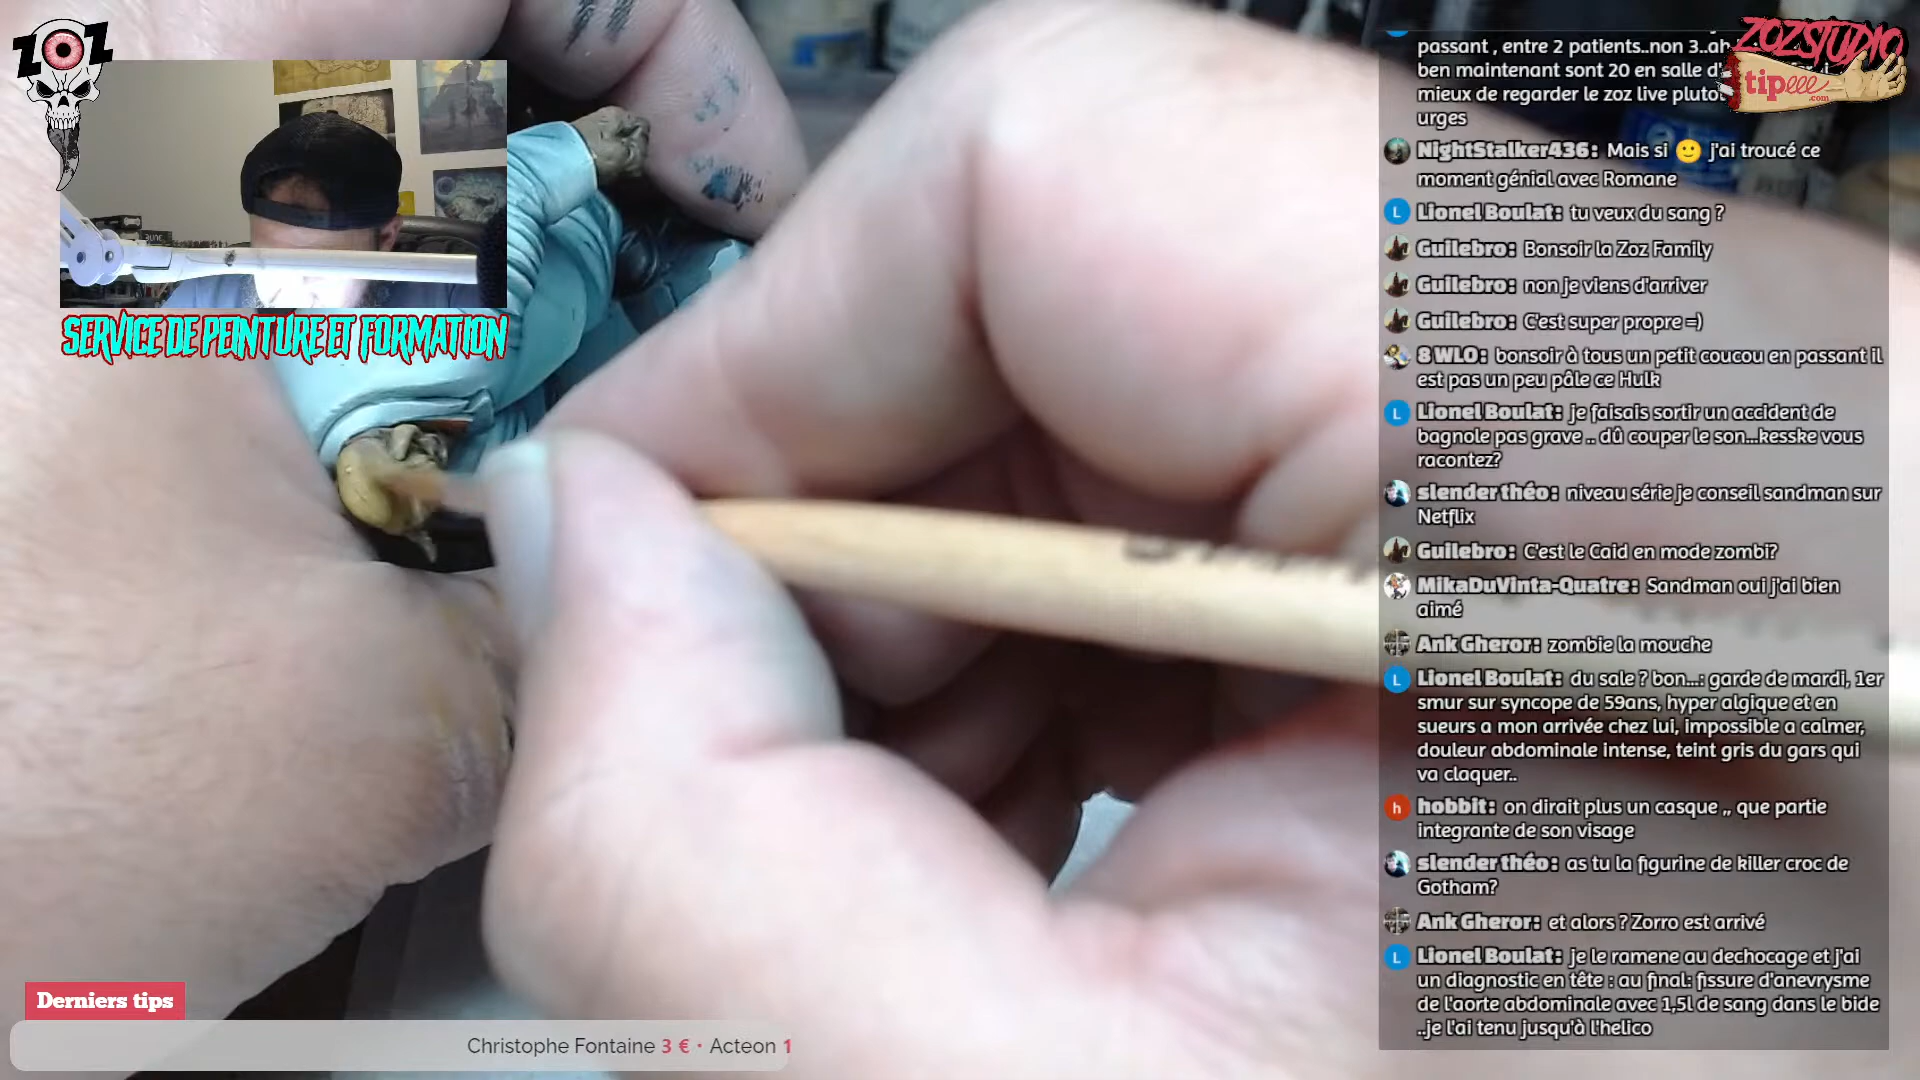 ZOZ
DUNE
SERVICE DE PEINTURE ET FORMATION
ZOZSTUDIO
tipeee
.com
passant , entre 2 patients..non 3..ah
ben maintenant sont 20 en salle d'
mieux de regarder le zoz live plutot
urges
NightStalker436: Mais si 🙂 j'ai troucé ce
moment génial avec Romane
L Lionel Boulat: tu veux du sang ?
Guilebro: Bonsoir la Zoz Family
Guilebro: non je viens d'arriver
Guilebro: C'est super propre =)
8 WLO: bonsoir à tous un petit coucou en passant il
est pas un peu pâle ce Hulk
L Lionel Boulat: je faisais sortir un accident de
bagnole pas grave .. dû couper le son...kesske vous
racontez?
slender théo: niveau série je conseil sandman sur
Netflix
Guilebro: C'est le Caid en mode zombi?
MikaDuVinta-Quatre: Sandman oui j'ai bien
aimé
Ank Gheror: zombie la mouche
L Lionel Boulat: du sale ? bon...: garde de mardi, 1er
smur sur syncope de 59ans, hyper algique et en
sueurs a mon arrivée chez lui, impossible a calmer,
douleur abdominale intense, teint gris du gars qui
va claquer..
h hobbit: on dirait plus un casque ,, que partie
integrante de son visage
slender théo: as tu la figurine de killer croc de
Gotham?
Ank Gheror: et alors ? Zorro est arrivé
L Lionel Boulat: je le ramene au dechocage et j'ai
un diagnostic en tête : au final: fissure d'anevrysme
de l'aorte abdominale avec 1,5l de sang dans le bide
..je l'ai tenu jusqu'à l'helico
Derniers tips
Christophe Fontaine 3 € • Acteon 1